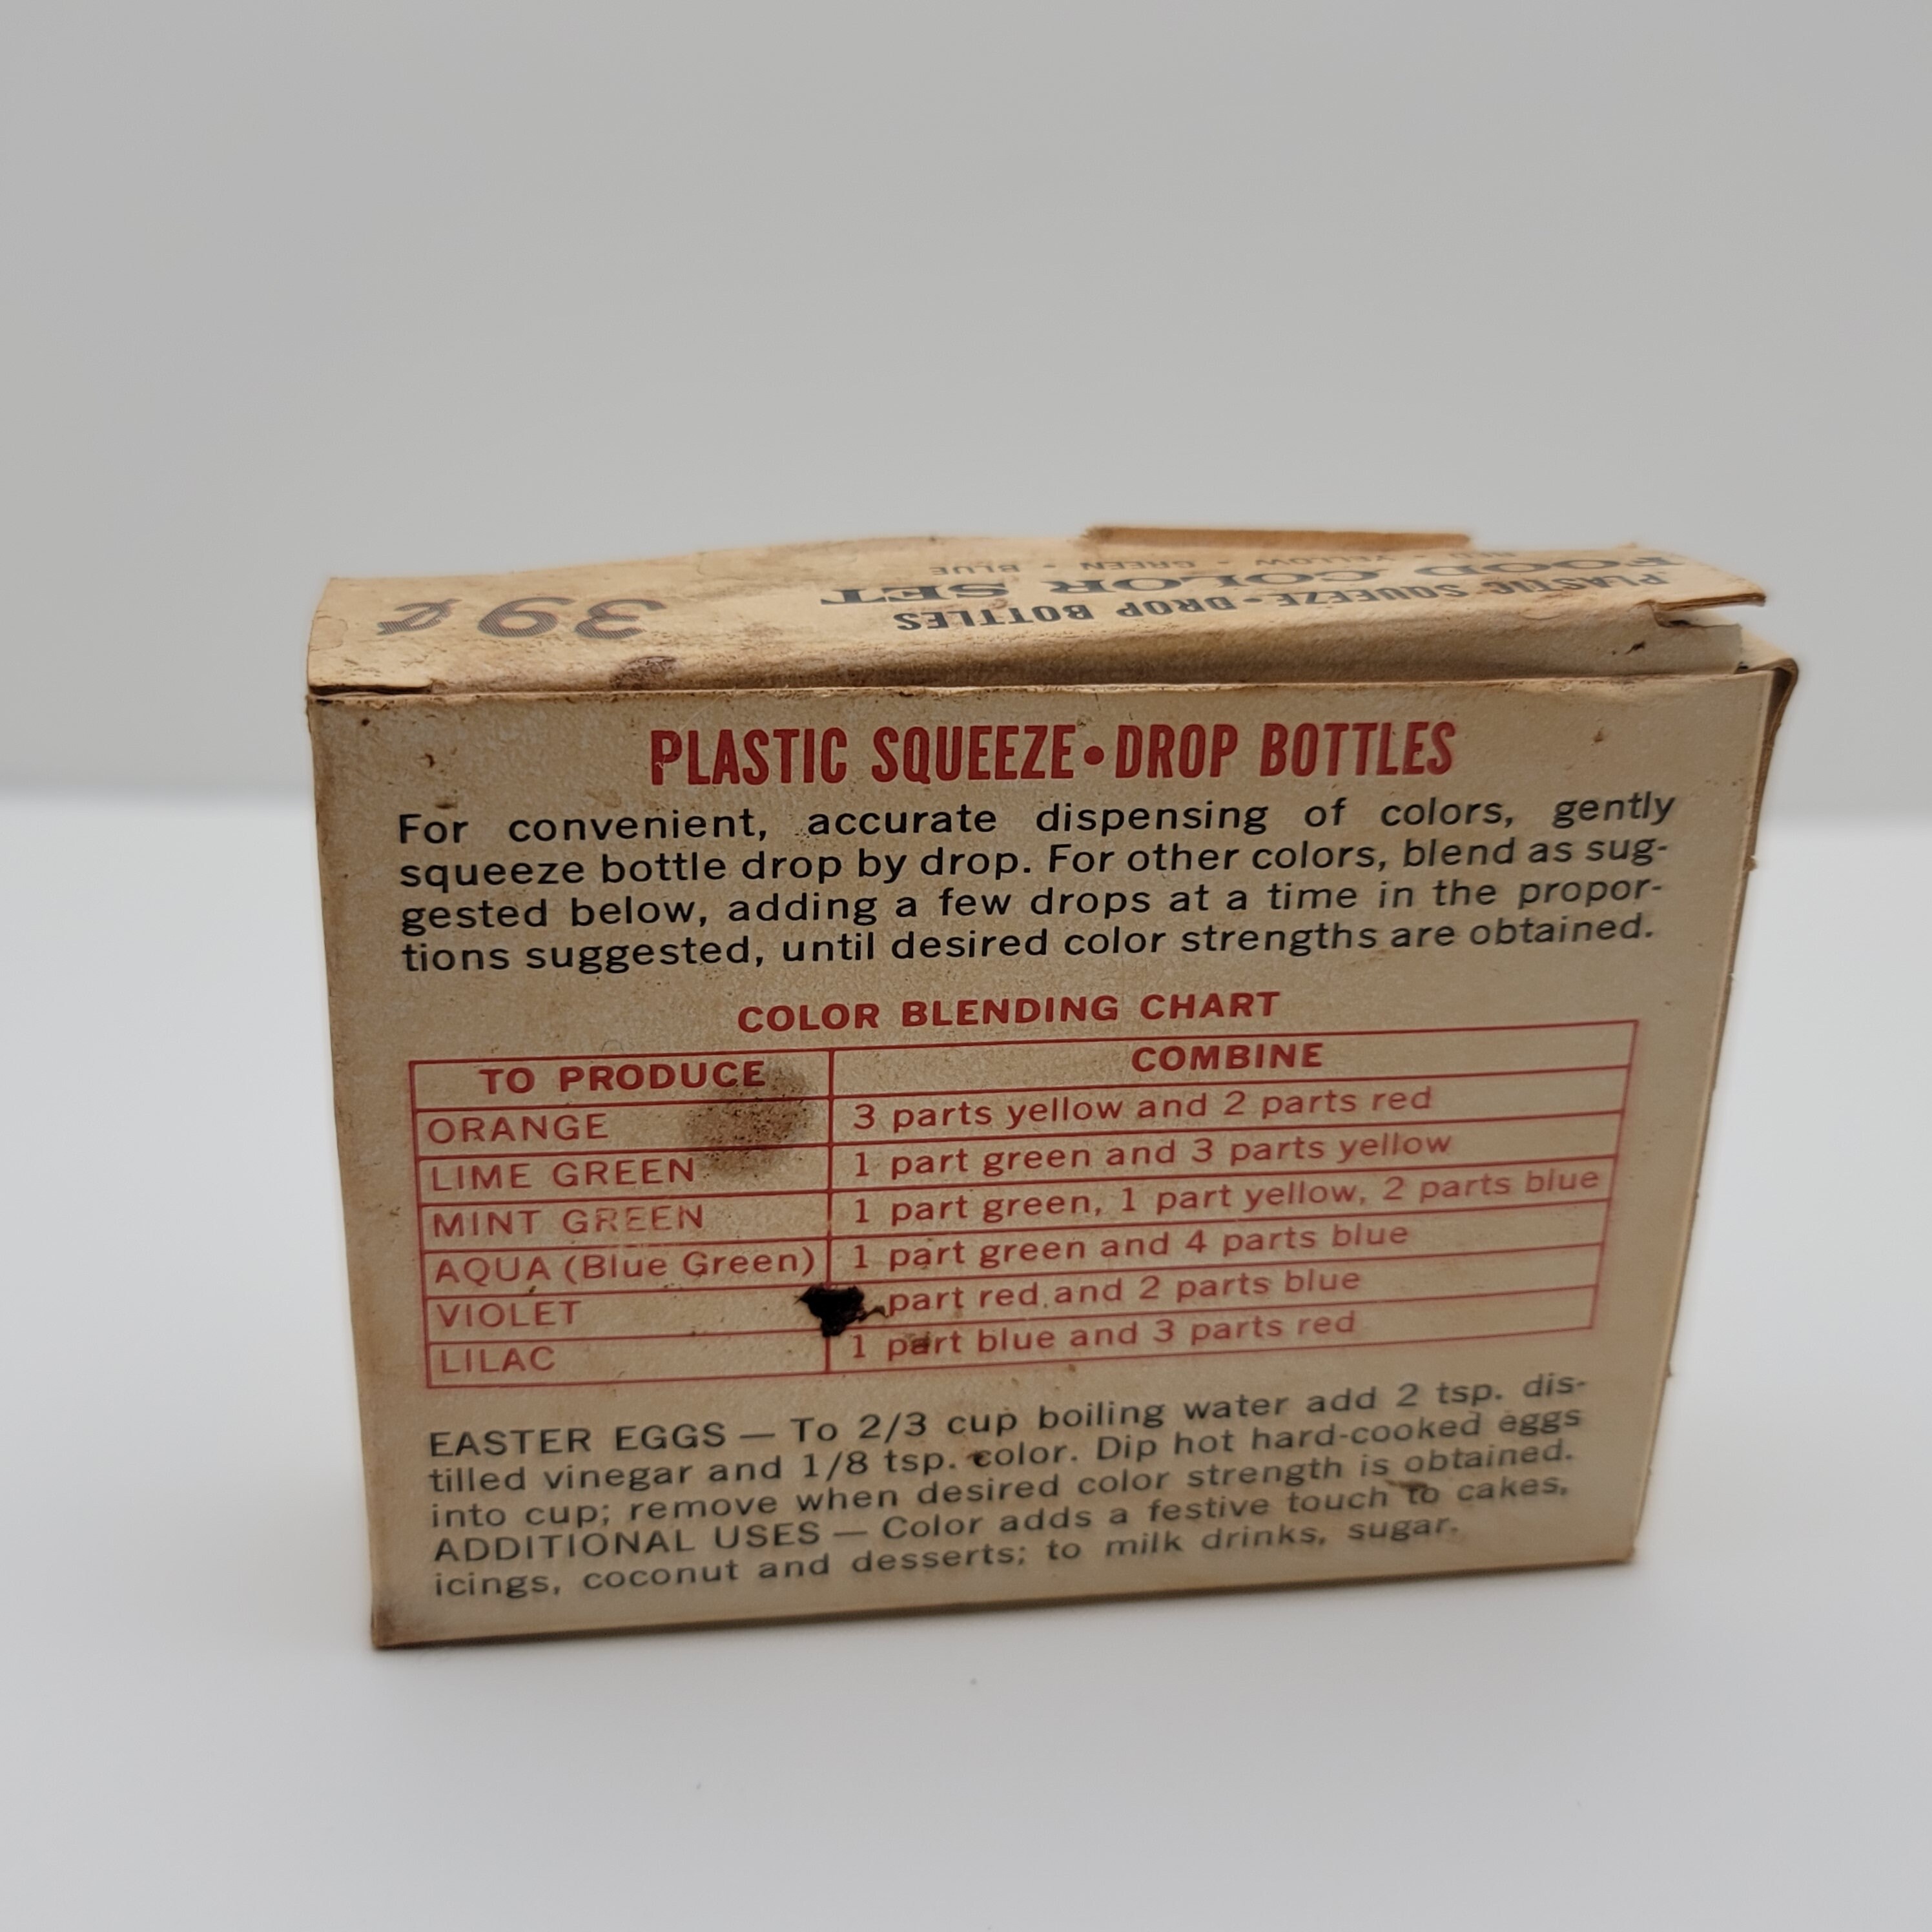 39¢
PLASTIC SQUEEZE • DROP BOTTLES
FOOD COLOR SET
YELLOW • GREEN • BLUE
PLASTIC SQUEEZE • DROP BOTTLES
For convenient, accurate dispensing of colors, gently
squeeze bottle drop by drop. For other colors, blend as sug-
gested below, adding a few drops at a time in the propor-
tions suggested, until desired color strengths are obtained.
COLOR BLENDING CHART
TO PRODUCE COMBINE
ORANGE 3 parts yellow and 2 parts red
LIME GREEN 1 part green and 3 parts yellow
MINT GREEN 1 part green, 1 part yellow, 2 parts blue
AQUA (Blue Green) 1 part green and 4 parts blue
VIOLET part red and 2 parts blue
LILAC 1 part blue and 3 parts red
EASTER EGGS — To 2/3 cup boiling water add 2 tsp. dis-
tilled vinegar and 1/8 tsp. color. Dip hot hard-cooked eggs
into cup; remove when desired color strength is obtained.
ADDITIONAL USES — Color adds a festive touch to cakes,
icings, coconut and desserts; to milk drinks, sugar.